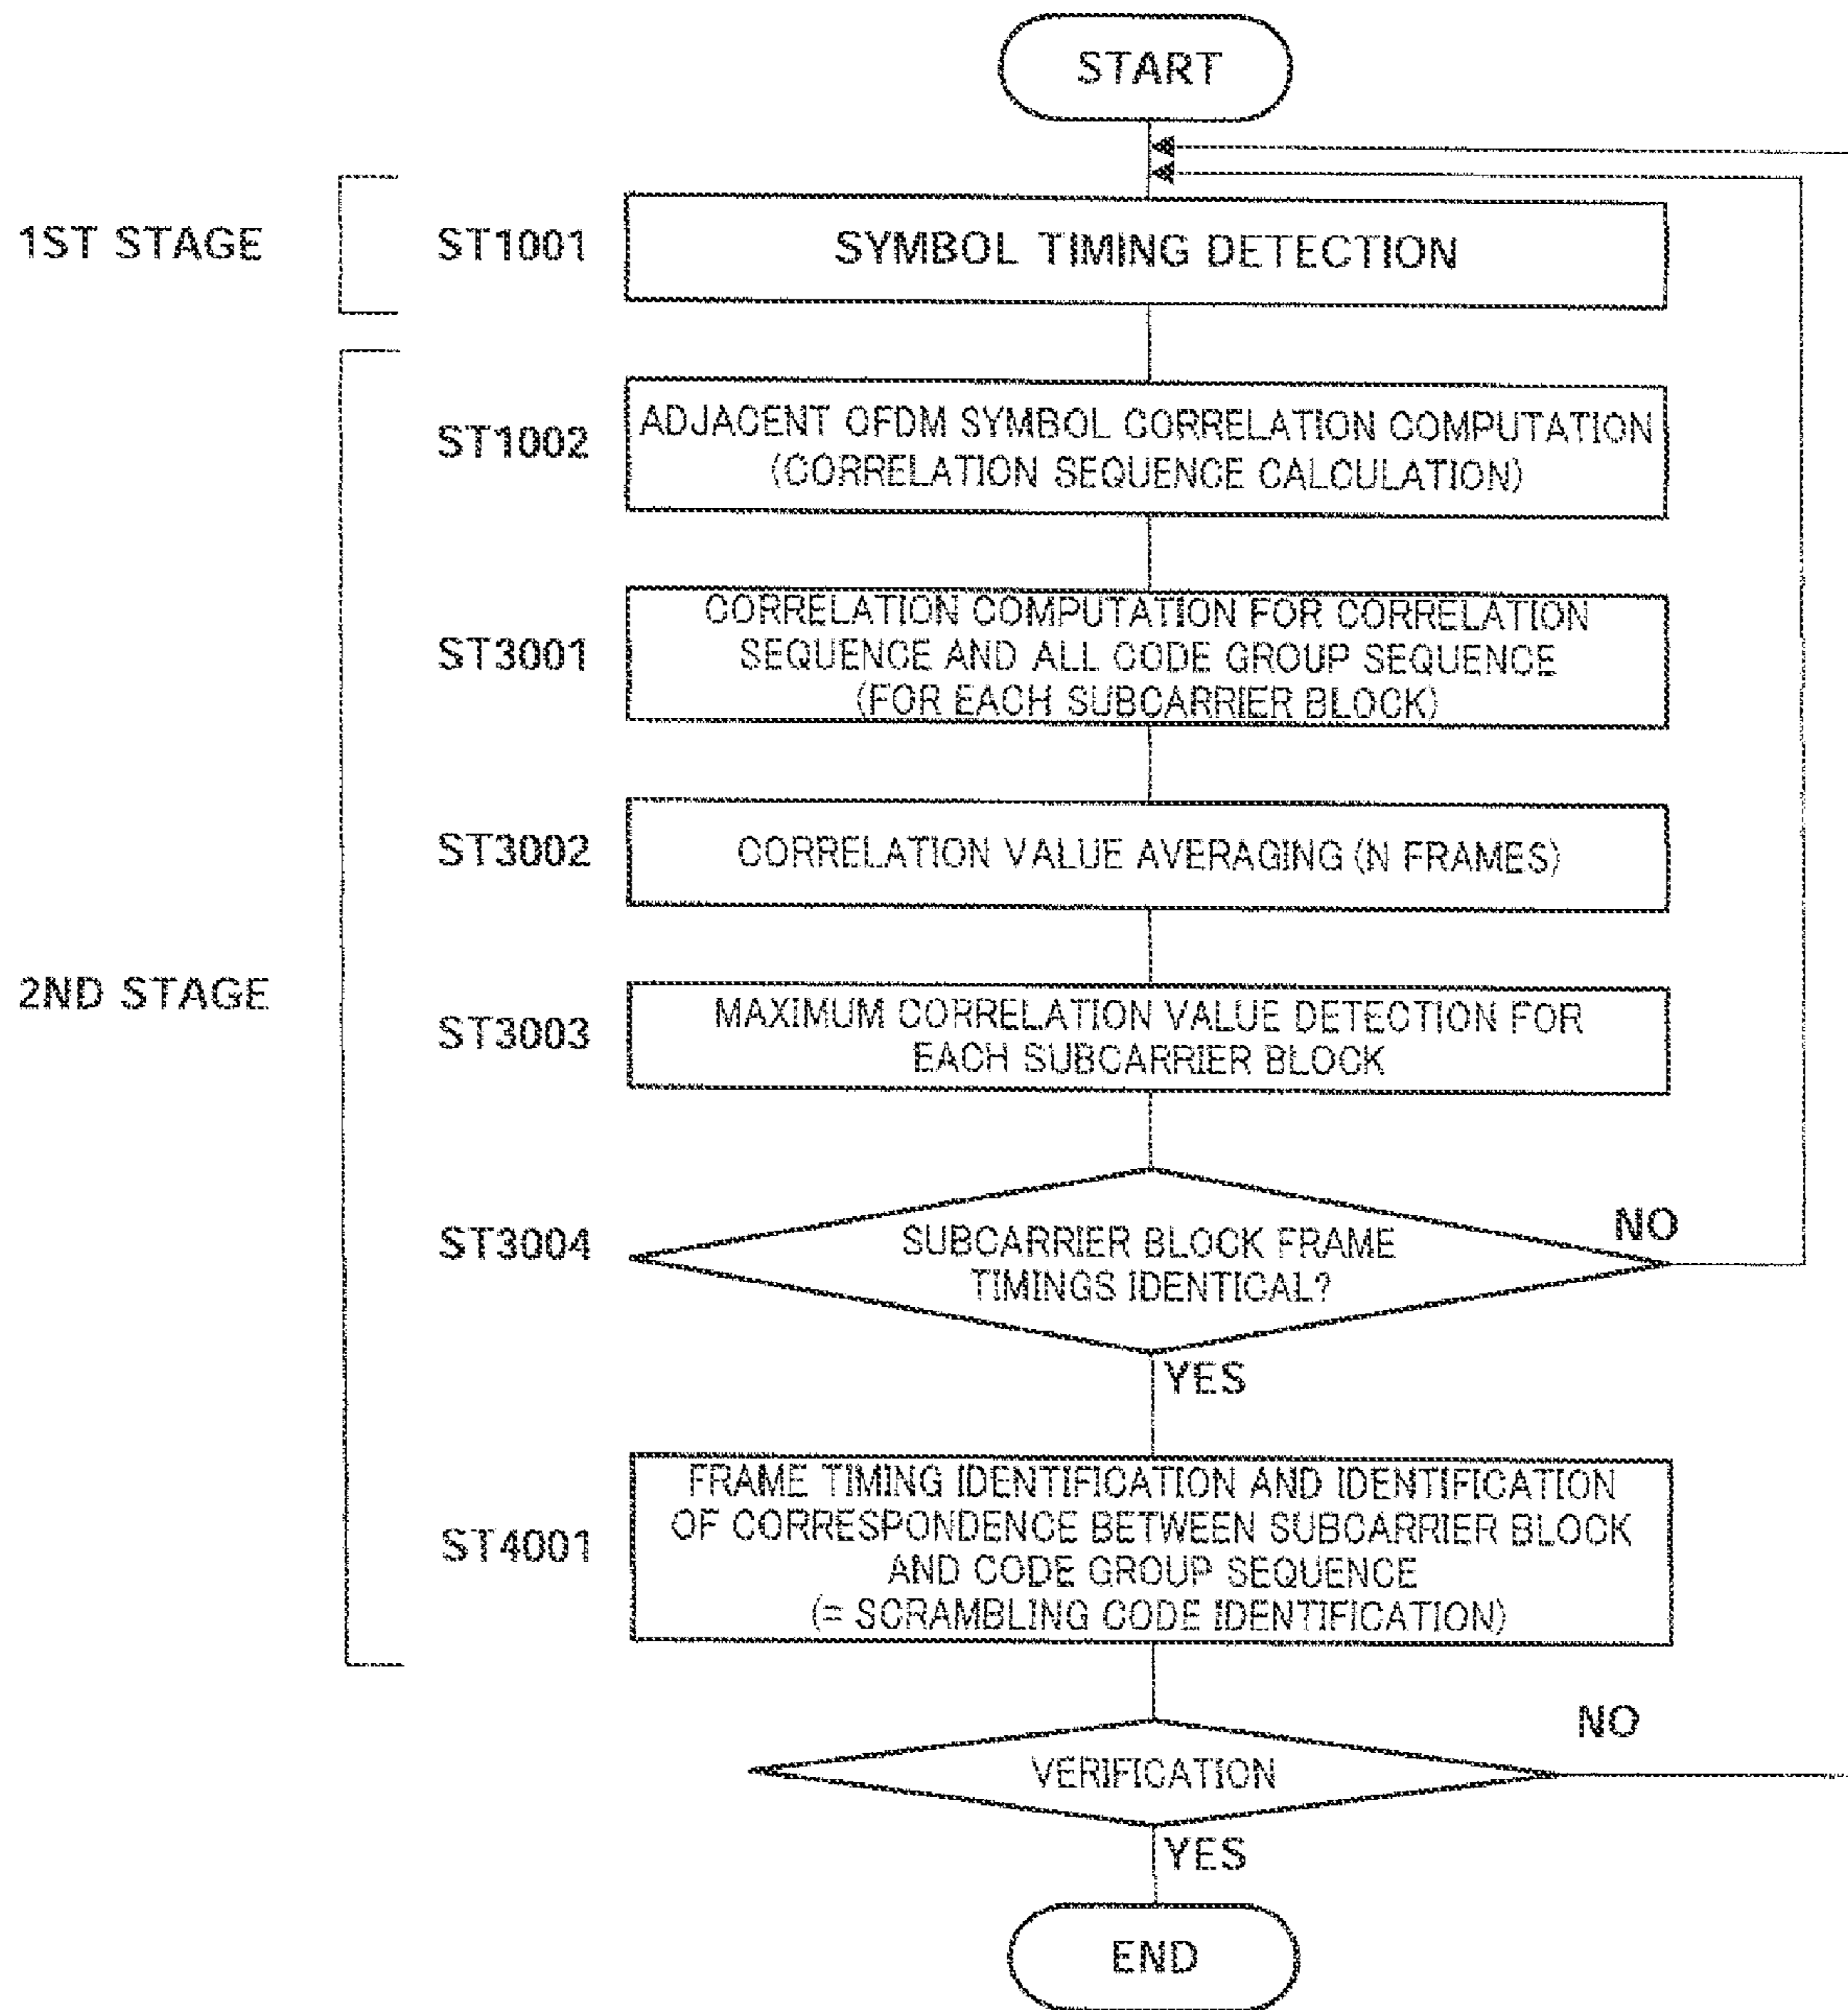 START
1ST STAGE
ST1001
SYMBOL TIMING DETECTION
ST1002
ADJACENT OFDM SYMBOL CORRELATION COMPUTATION
(CORRELATION SEQUENCE CALCULATION)
ST3001
CORRELATION COMPUTATION FOR CORRELATION
SEQUENCE AND ALL CODE GROUP SEQUENCE
(FOR EACH SUBCARRIER BLOCK)
ST3002
CORRELATION VALUE AVERAGING (N FRAMES)
2ND STAGE
ST3003
MAXIMUM CORRELATION VALUE DETECTION FOR
EACH SUBCARRIER BLOCK
ST3004
SUBCARRIER BLOCK FRAME
TIMINGS IDENTICAL?
NO
YES
ST4001
FRAME TIMING IDENTIFICATION AND IDENTIFICATION
OF CORRESPONDENCE BETWEEN SUBCARRIER BLOCK
AND CODE GROUP SEQUENCE
(= SCRAMBLING CODE IDENTIFICATION)
NO
VERIFICATION
YES
END